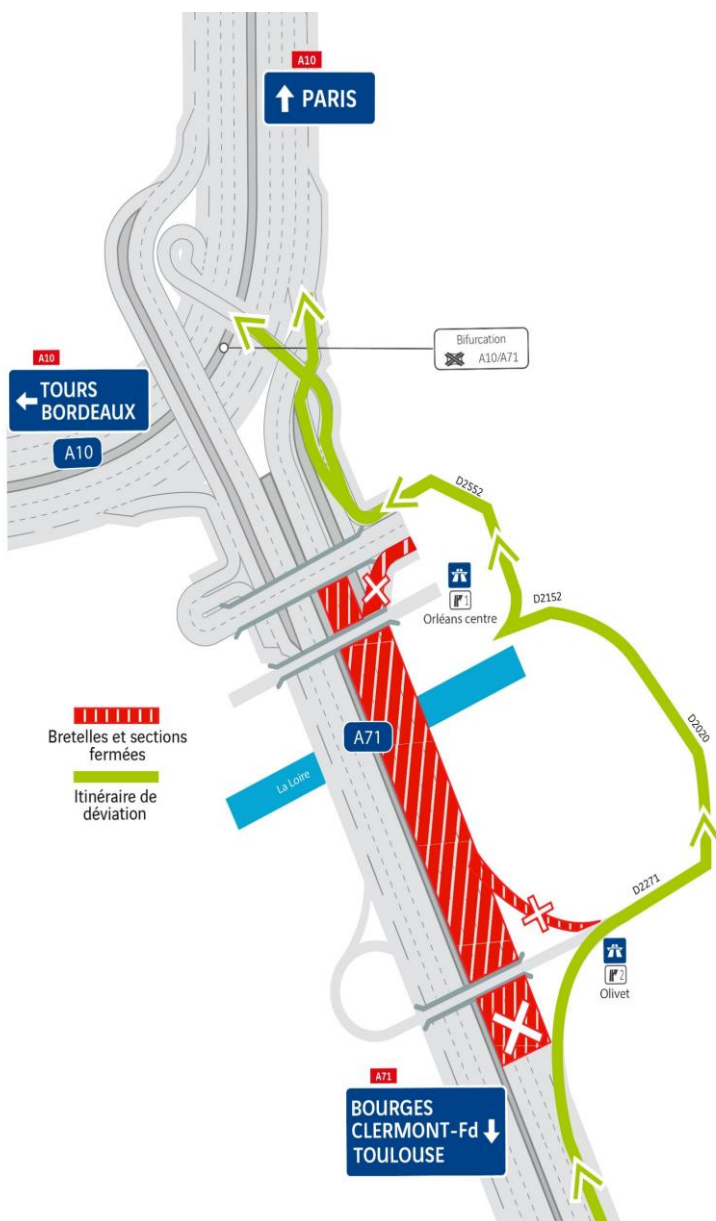 A10
PARIS
Bifurcation
A10/A71
A10
TOURS
BORDEAUX
A10
D2552
1
Orléans centre
D2152
Bretelles et sections
fermées
Itinéraire de
déviation
A71
La Loire
D2020
D2271
2
Olivet
A71
BOURGES
CLERMONT-Fd
TOULOUSE